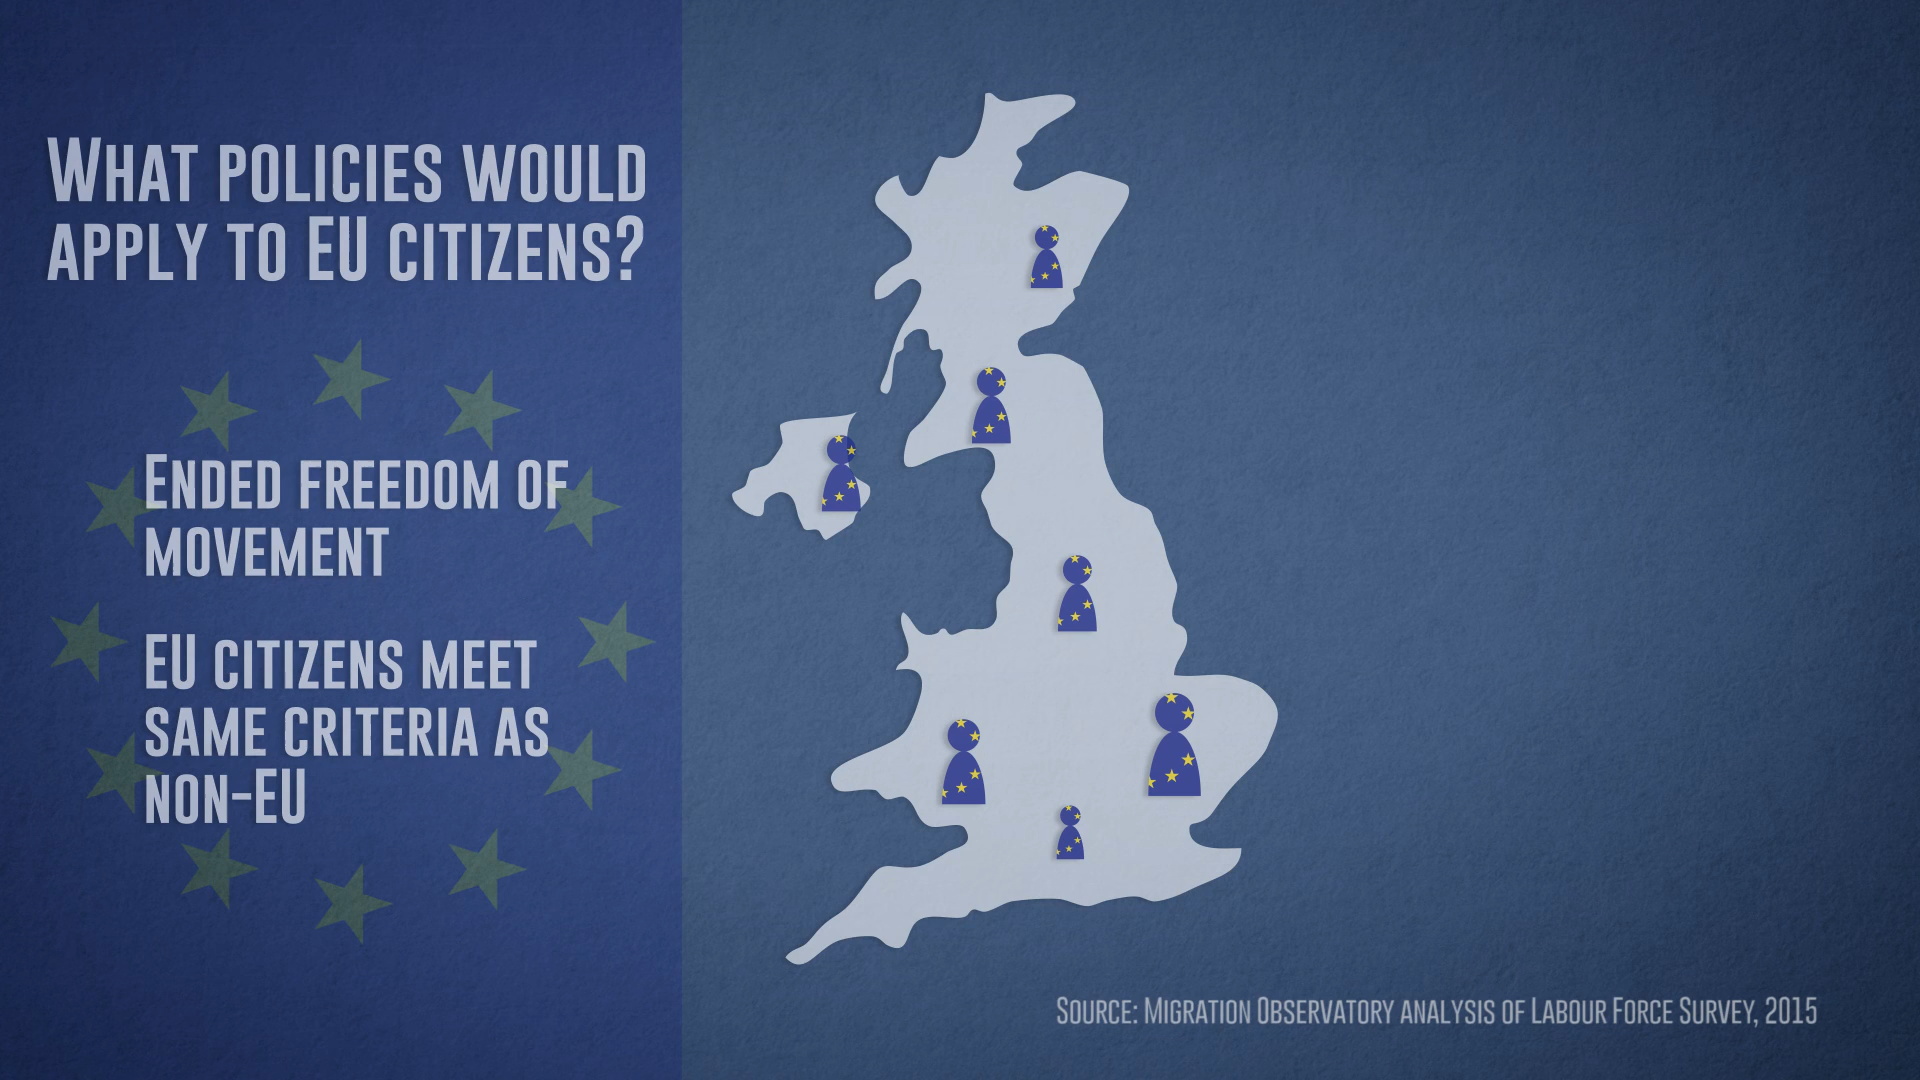 What policies would
apply to EU citizens?
Ended freedom of
movement
EU citizens meet
same criteria as
non-EU
Source: Migration Observatory analysis of Labour Force Survey, 2015